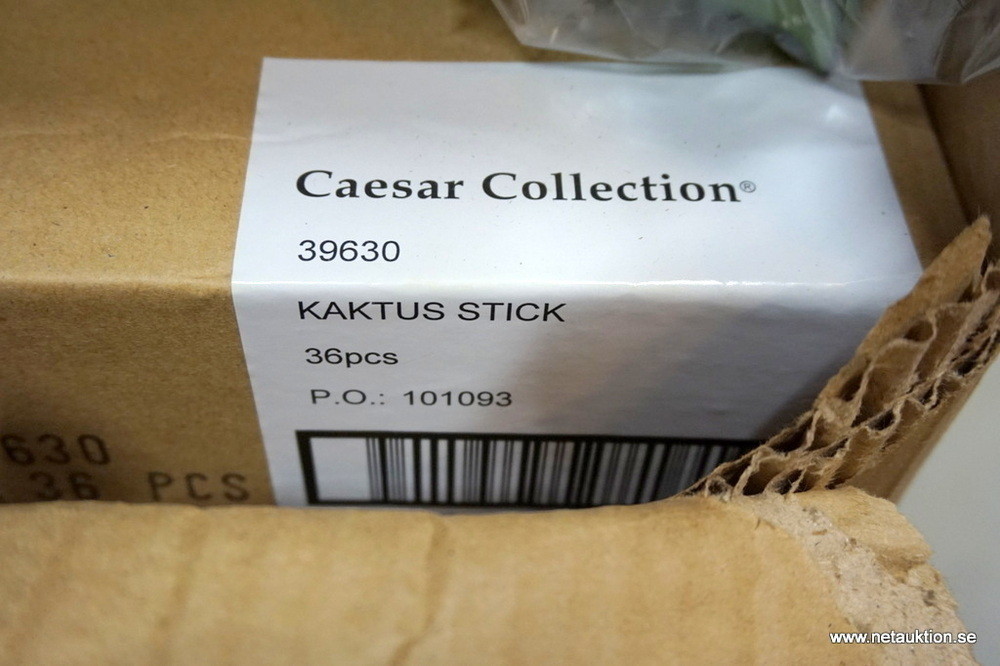 Caesar Collection®
39630
KAKTUS STICK
36pcs
P.O.: 101093
630
36 PCS
www.netauktion.se